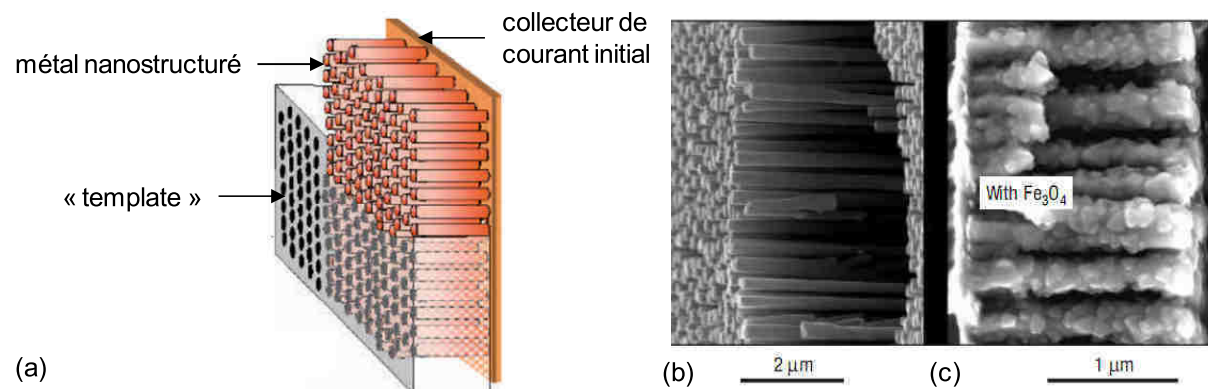 collecteur de
courant initial
métal nanostructuré
« template »
With Fe3O4
(a)
(b)
2 µm
(c)
1 µm